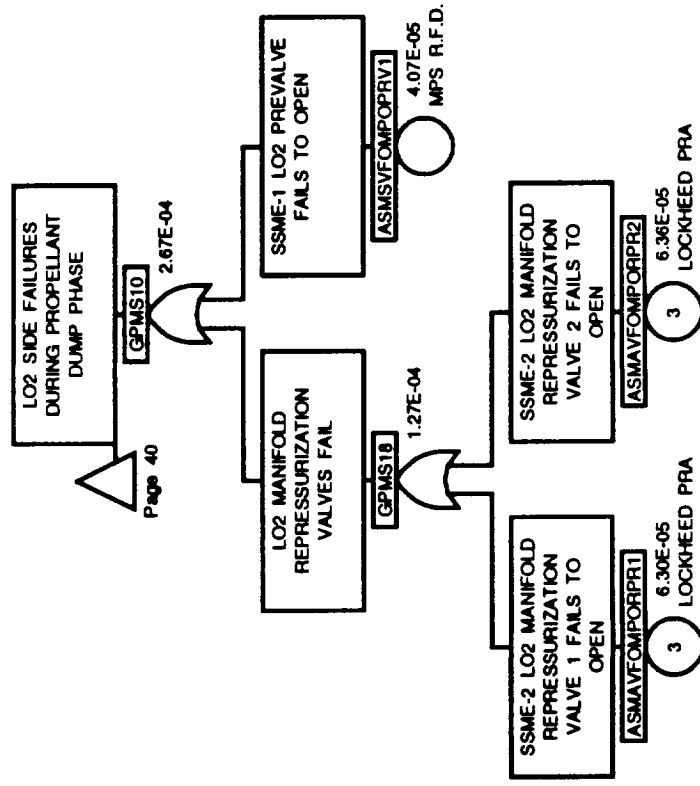 LO2 SIDE FAILURES
DURING PROPELLANT
DUMP PHASE
Page 40
GPMS10
2.67E-04
LO2 MANIFOLD
REPRESSURIZATION
VALVES FAIL
GPMS18
1.27E-04
SSME-1 LO2 PREVALVE
FAILS TO OPEN
ASMSVFOMPOPRV1
4.07E-05
MPS R.F.D.
SSME-2 LO2 MANIFOLD
REPRESSURIZATION
VALVE 1 FAILS TO
OPEN
ASMAVFOMPORPR1
3
6.30E-05
LOCKHEED PRA
SSME-2 LO2 MANIFOLD
REPRESSURIZATION
VALVE 2 FAILS TO
OPEN
ASMAVFOMPORPR2
3
6.36E-05
LOCKHEED PRA